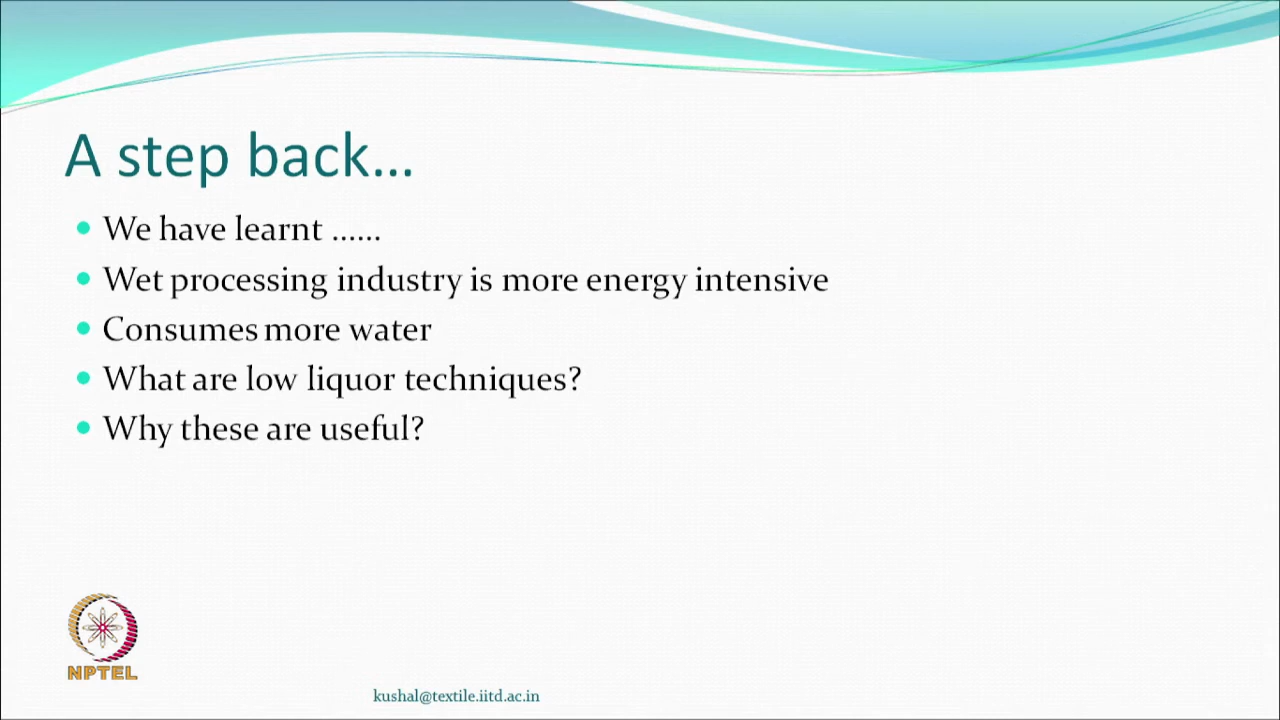 A step back...
We have learnt ......
Wet processing industry is more energy intensive
Consumes more water
What are low liquor techniques?
Why these are useful?
NPTEL
kushal@textile.iitd.ac.in